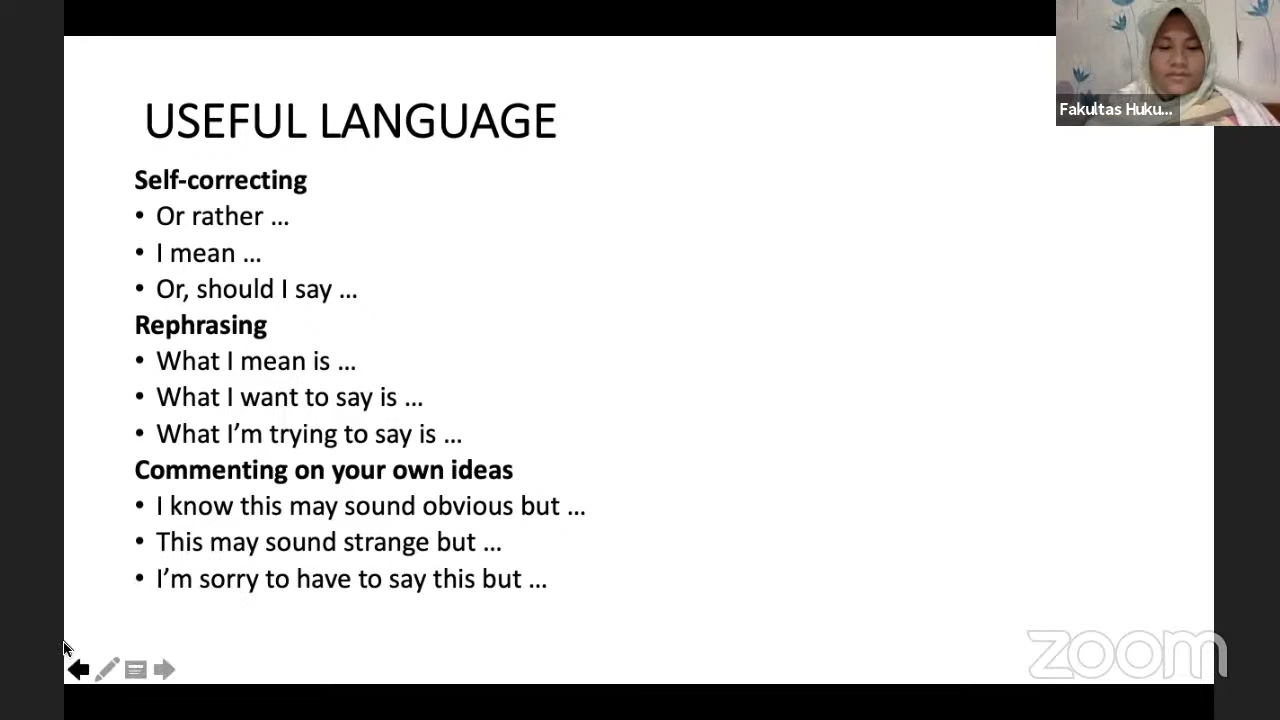 USEFUL LANGUAGE
Self-correcting
• Or rather …
• I mean …
• Or, should I say …
Rephrasing
• What I mean is …
• What I want to say is …
• What I’m trying to say is …
Commenting on your own ideas
• I know this may sound obvious but …
• This may sound strange but …
• I’m sorry to have to say this but …
Fakultas Huku...
zoom